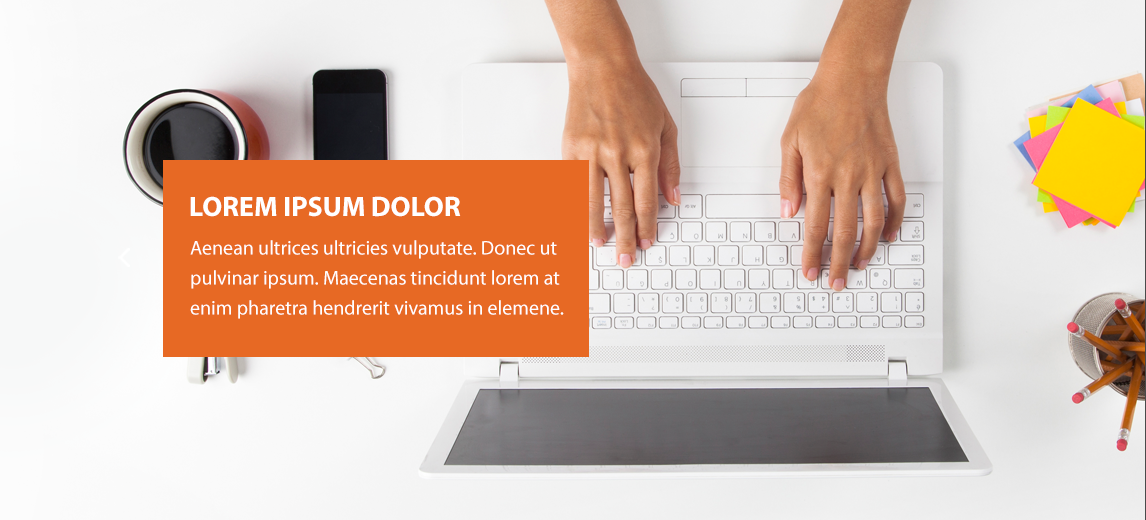 LOREM IPSUM DOLOR
Aenean ultrices ultricies vulputate. Donec ut
pulvinar ipsum. Maecenas tincidunt lorem at
enim pharetra hendrerit vivamus in elemene.